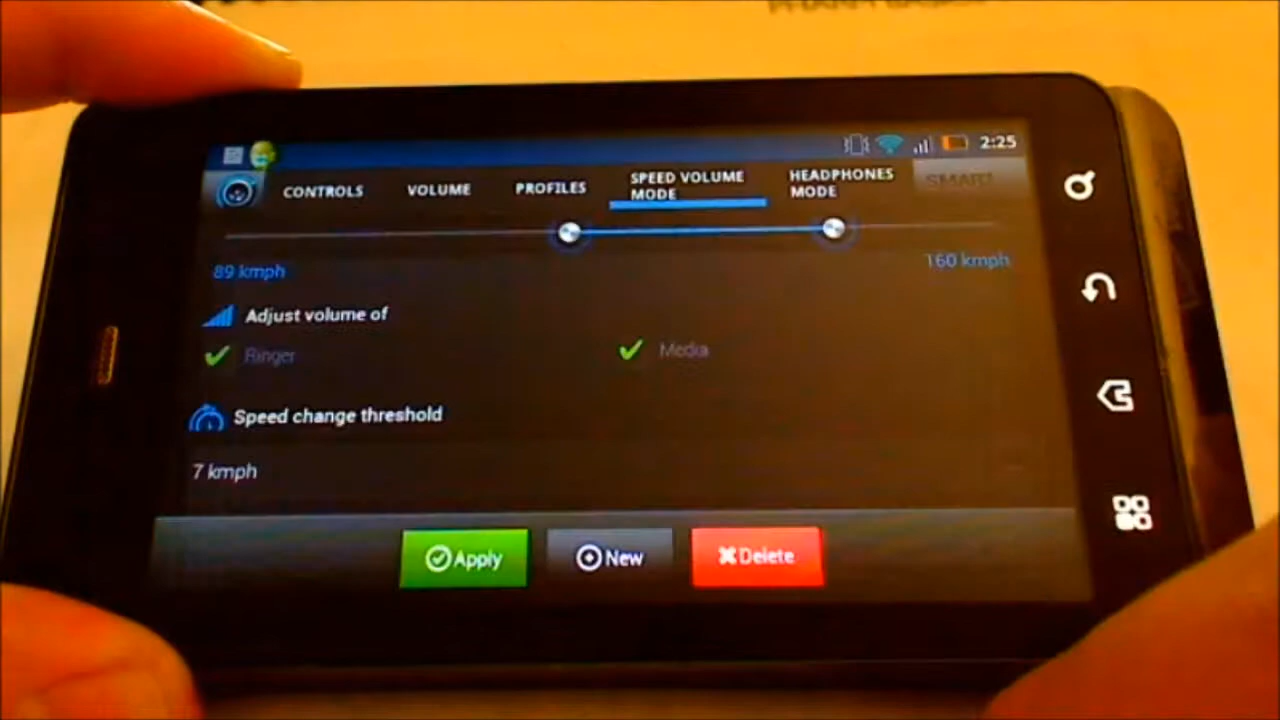 2:25
CONTROLS
VOLUME
PROFILES
SPEED VOLUME
MODE
HEADPHONES
MODE
SMART
89 kmph
160 kmph
Adjust volume of
Ringer
Media
Speed change threshold
7 kmph
Apply
New
Delete